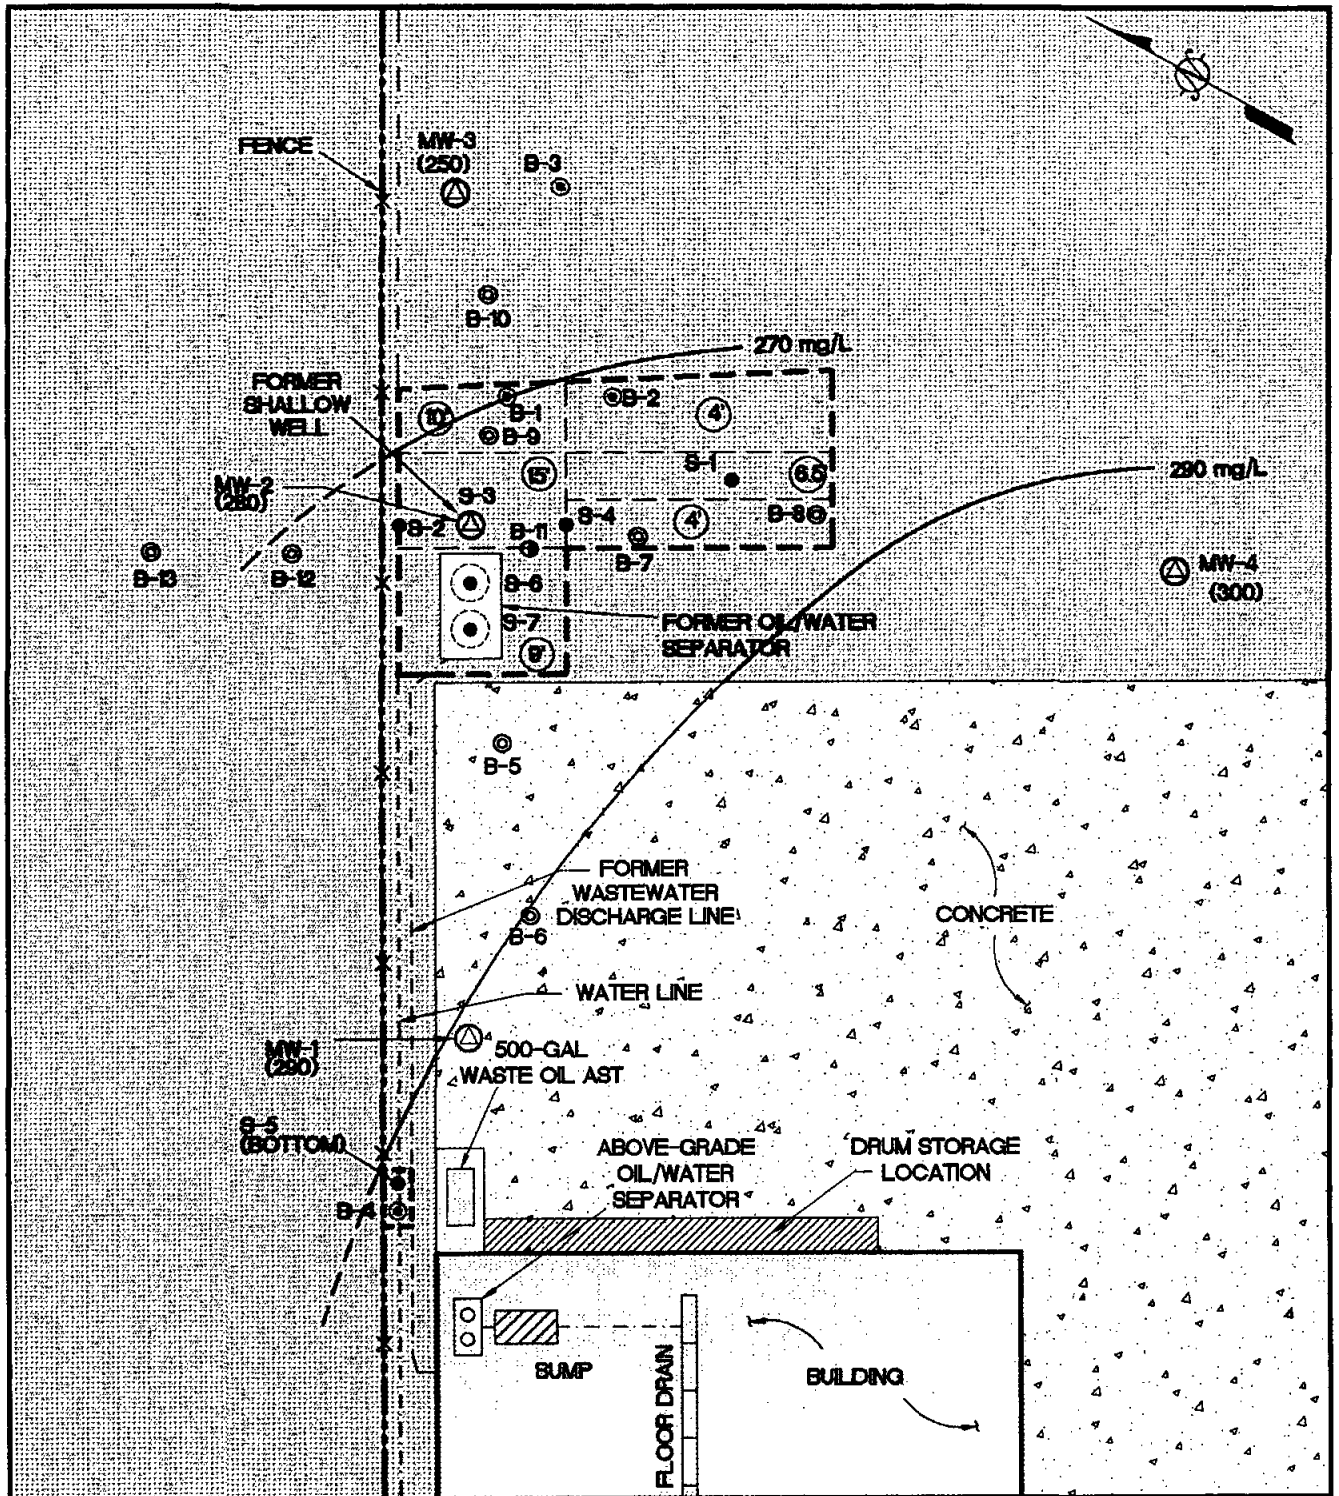 FENCE
MW-3
(250)
B-3
B-10
270 mg/L
FORMER
SHALLOW
WELL
10'
B-1
B-2
4'
B-9
15'
S-1
6.5'
290 mg/L
MW-2
S-3
S-2
S-4
4'
B-8
B-11
B-7
B-13
B-12
MW-4
(300)
S-6
S-7
FORMER OIL/WATER
SEPARATOR
9'
B-5
FORMER
WASTEWATER
DISCHARGE LINE
B-6
CONCRETE
WATER LINE
MW-1
(290)
500-GAL
WASTE OIL AST
S-5
(BOTTOM)
B-4
ABOVE-GRADE
OIL/WATER
SEPARATOR
DRUM STORAGE
LOCATION
SUMP
FLOOR DRAIN
BUILDING